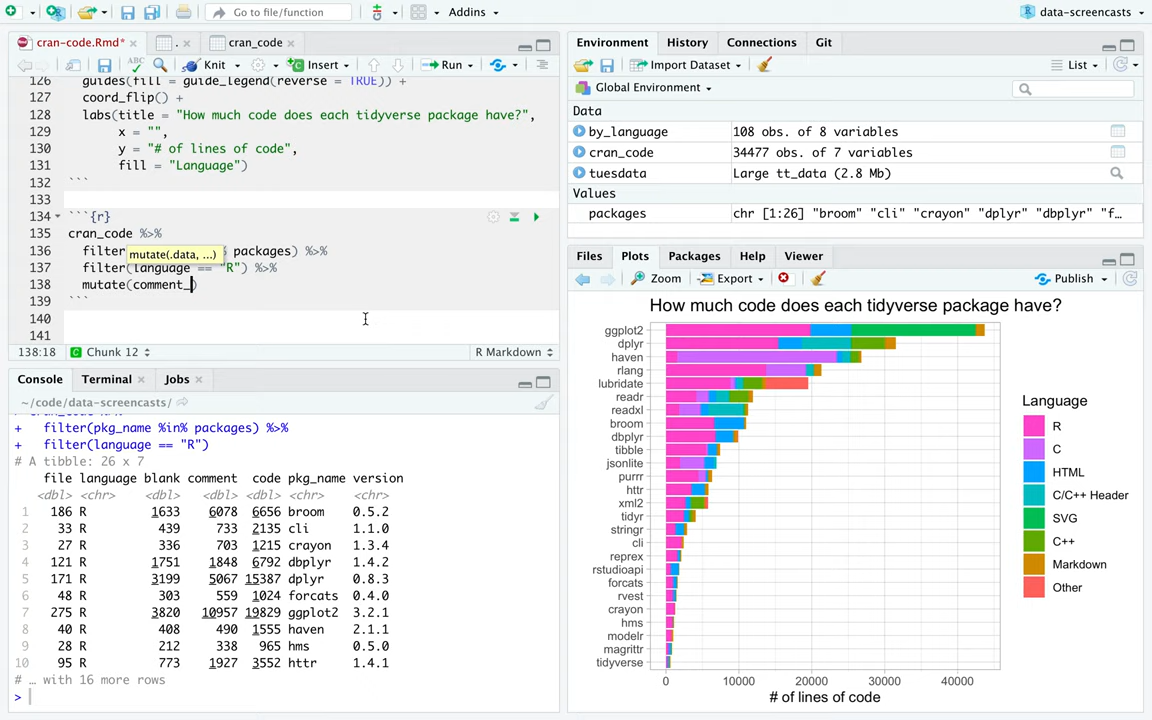 Go to file/function
Addins
data-screencasts
cran-code.Rmd*
.
cran_code
ABC
Knit
Insert
Run
126 guides(fill = guide_legend(reverse = TRUE)) +
127 coord_flip() +
128 labs(title = "How much code does each tidyverse package have?",
129 x = "",
130 y = "# of lines of code",
131 fill = "Language")
132 ```
133
134 ```{r}
135 cran_code %>%
136 filter packages) %>%
mutate(.data, ...)
137 filter(language == "R") %>%
138 mutate(comment_)
139 ```
140
141
138:18 Chunk 12 R Markdown
Console Terminal Jobs
~/code/data-screencasts/
+ filter(pkg_name %in% packages) %>%
+ filter(language == "R")
# A tibble: 26 x 7
file language blank comment code pkg_name version
<dbl> <chr> <dbl> <dbl> <dbl> <chr> <chr>
1 186 R 1633 6078 6656 broom 0.5.2
2 33 R 439 733 2135 cli 1.1.0
3 27 R 336 703 1215 crayon 1.3.4
4 121 R 1751 1848 6792 dbplyr 1.4.2
5 171 R 3199 5067 15387 dplyr 0.8.3
6 48 R 303 559 1024 forcats 0.4.0
7 275 R 3820 10957 19829 ggplot2 3.2.1
8 40 R 408 490 1555 haven 2.1.1
9 28 R 212 338 965 hms 0.5.0
10 95 R 773 1927 3552 httr 1.4.1
# … with 16 more rows
>
Environment History Connections Git
Import Dataset List
Global Environment
Data
by_language 108 obs. of 8 variables
cran_code 34477 obs. of 7 variables
tuesdata Large tt_data (2.8 Mb)
Values
packages chr [1:26] "broom" "cli" "crayon" "dplyr" "dbplyr" "f…
Files Plots Packages Help Viewer
Zoom Export Publish
How much code does each tidyverse package have?
ggplot2
dplyr
haven
rlang
lubridate
readr
readxl
broom
dbplyr
tibble
jsonlite
purrr
httr
xml2
tidyr
stringr
cli
reprex
rstudioapi
forcats
rvest
crayon
hms
modelr
magrittr
tidyverse
0 10000 20000 30000 40000
# of lines of code
Language
R
C
HTML
C/C++ Header
SVG
C++
Markdown
Other